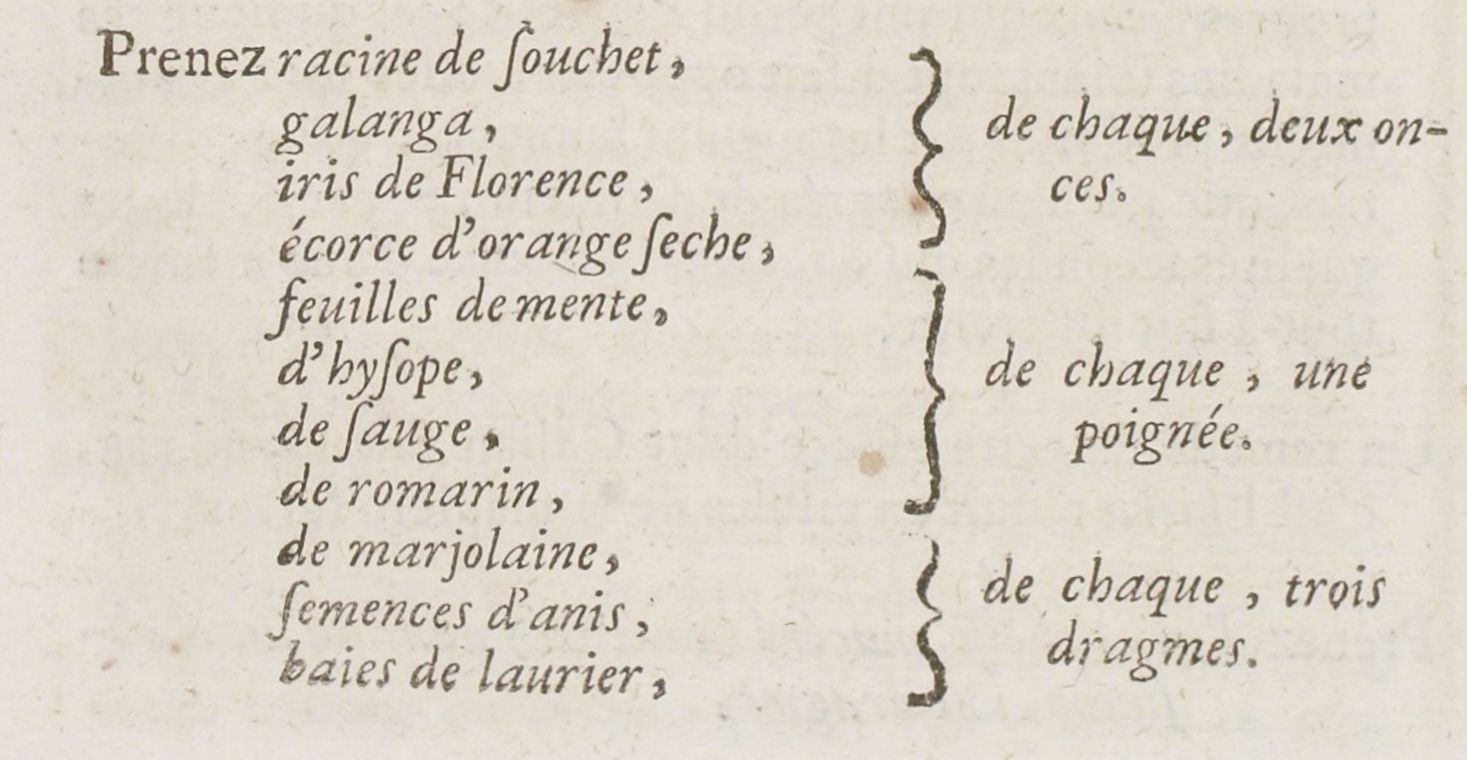 Prenez racine de ſouchet,
galanga,
iris de Florence,
écorce d'orange ſeche,
de chaque, deux on-
ces.
feuilles de mente,
d'hyſope,
de ſauge,
de romarin,
de chaque, une
poignée.
de marjolaine,
ſemences d'anis,
baies de laurier,
de chaque, trois
dragmes.